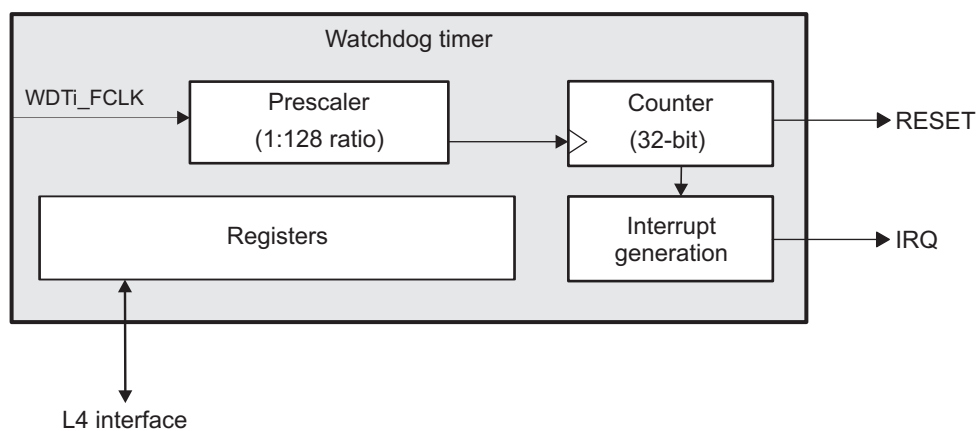 Watchdog timer
WDTi_FCLK
Prescaler
(1:128 ratio)
Counter
(32-bit)
RESET
Registers
Interrupt
generation
IRQ
L4 interface